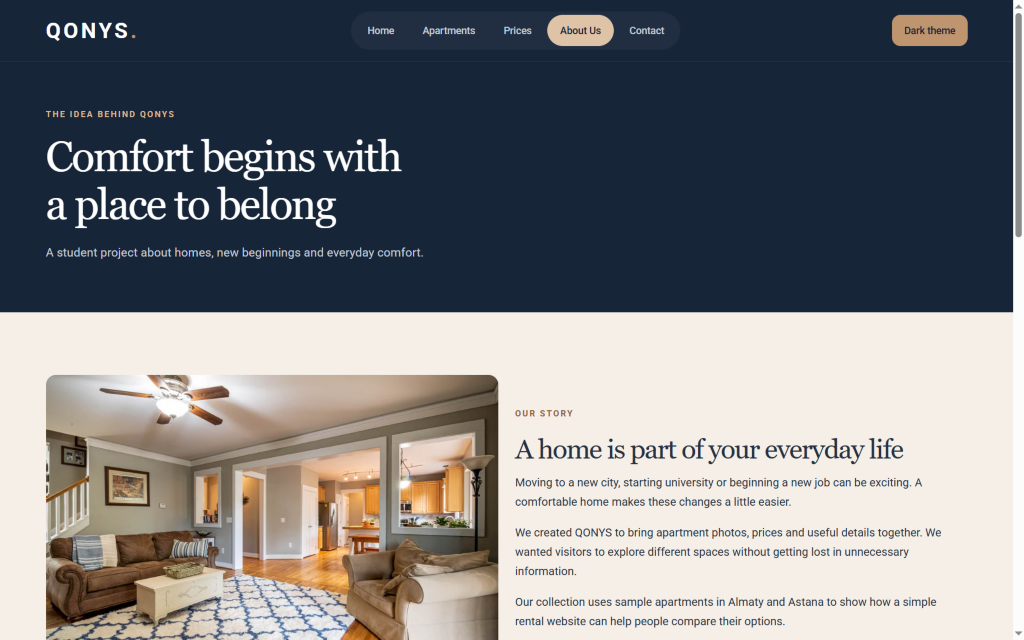 QONYS.
Home
Apartments
Prices
About Us
Contact
Dark theme
THE IDEA BEHIND QONYS
Comfort begins with
a place to belong
A student project about homes, new beginnings and everyday comfort.
OUR STORY
A home is part of your everyday life
Moving to a new city, starting university or beginning a new job can be exciting. A
comfortable home makes these changes a little easier.
We created QONYS to bring apartment photos, prices and useful details together. We
wanted visitors to explore different spaces without getting lost in unnecessary
information.
Our collection uses sample apartments in Almaty and Astana to show how a simple
rental website can help people compare their options.